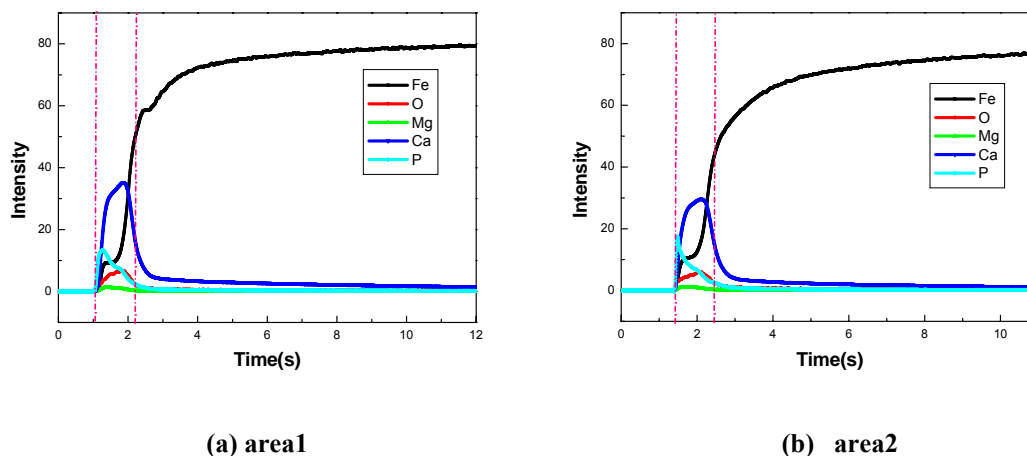 80
60
40
20
0
Intensity
Fe
O
Mg
Ca
P
0 2 4 6 8 10 12
Time(s)
(a) area1
80
60
40
20
0
Intensity
Fe
O
Mg
Ca
P
0 2 4 6 8 10
Time(s)
(b) area2